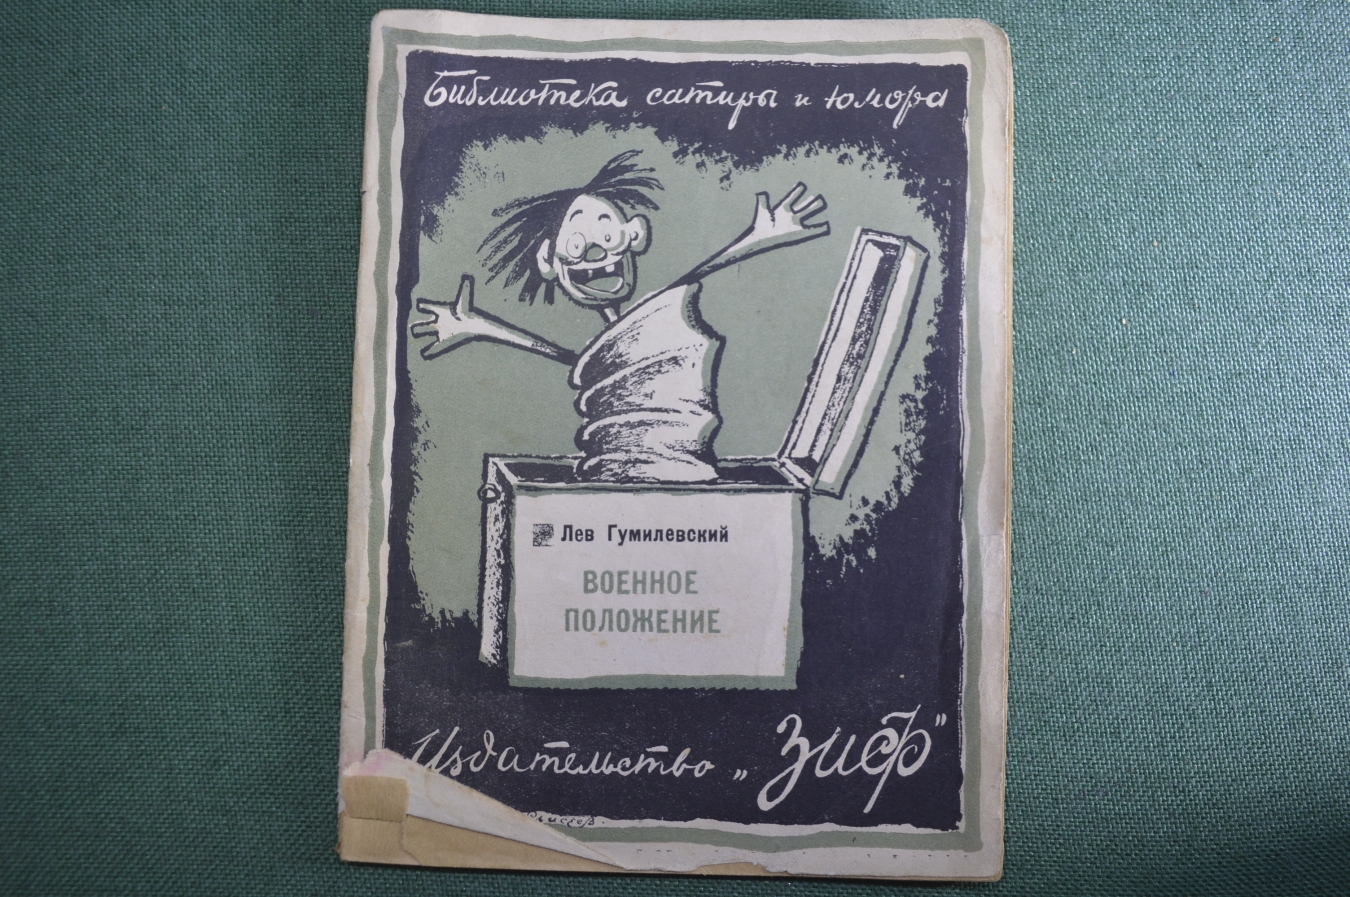 Библиотека сатиры и юмора
Лев Гумилевский
ВОЕННОЕ
ПОЛОЖЕНИЕ
Издательство „ЗИФ"